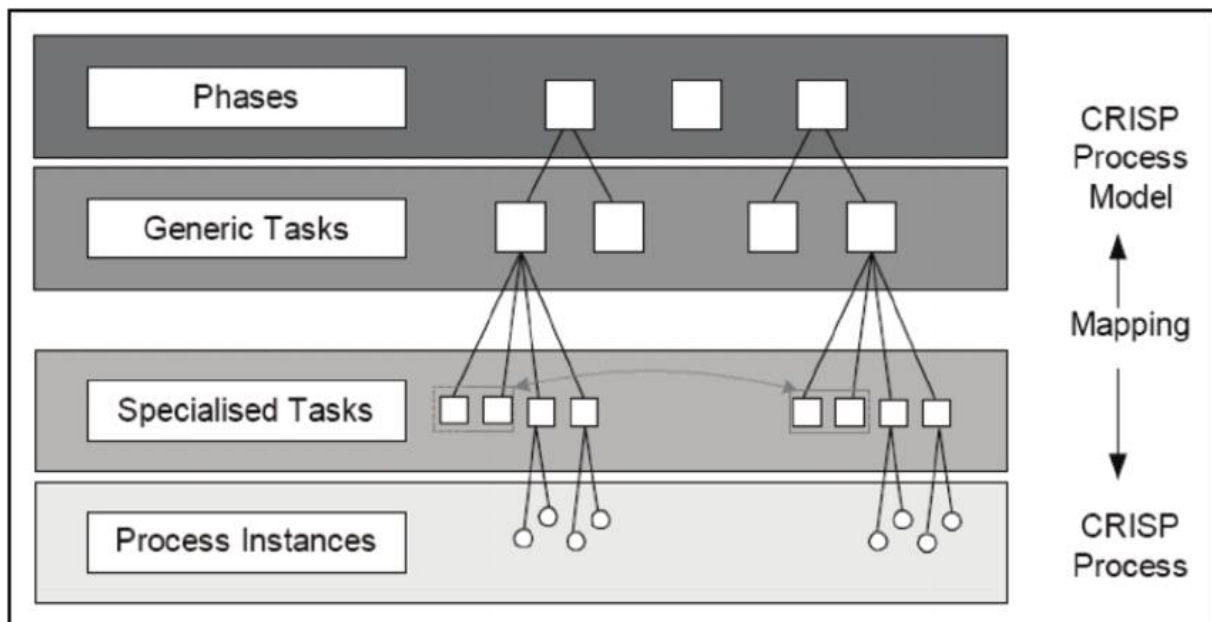 Phases
Generic Tasks
Specialised Tasks
Process Instances
CRISP
Process
Model
Mapping
CRISP
Process